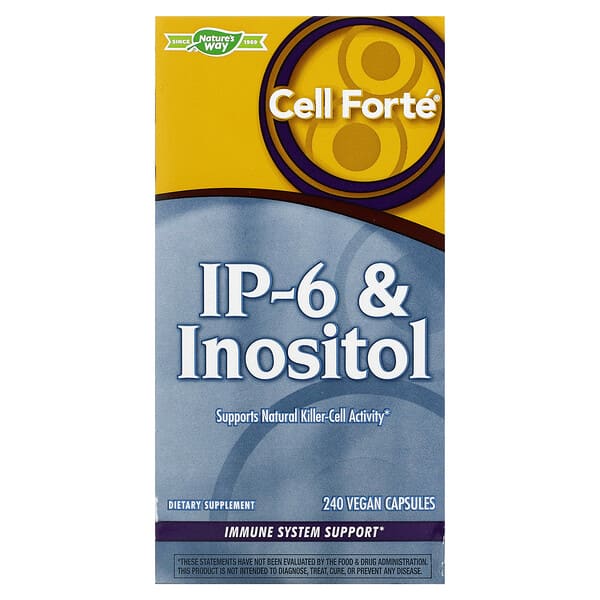 SINCE Nature's Way 1969
Cell Forté®
IP-6 &
Inositol
Supports Natural Killer-Cell Activity*
DIETARY SUPPLEMENT 240 VEGAN CAPSULES
IMMUNE SYSTEM SUPPORT*
*THESE STATEMENTS HAVE NOT BEEN EVALUATED BY THE FOOD & DRUG ADMINISTRATION.
THIS PRODUCT IS NOT INTENDED TO DIAGNOSE, TREAT, CURE, OR PREVENT ANY DISEASE.